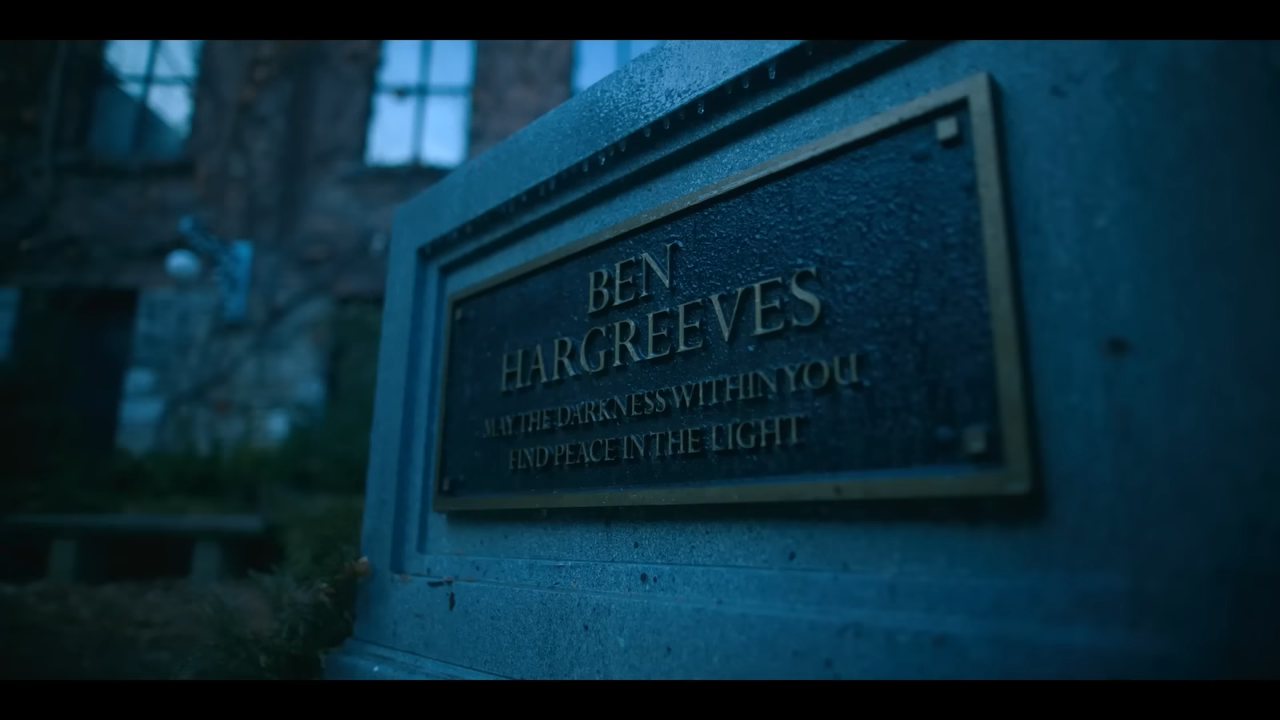 BEN
HARGREEVES
MAY THE DARKNESS WITHIN YOU
FIND PEACE IN THE LIGHT